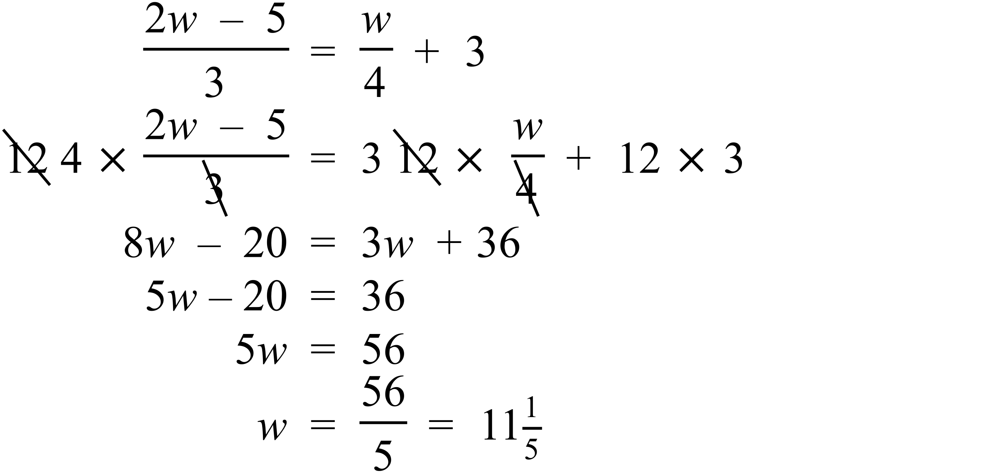 (2w − 5)/3 = w/4 + 3
12 4 × (2w − 5)/3 = 3 12 × w/4 + 12 × 3
8w − 20 = 3w + 36
5w − 20 = 36
5w = 56
w = 56/5 = 11 1/5